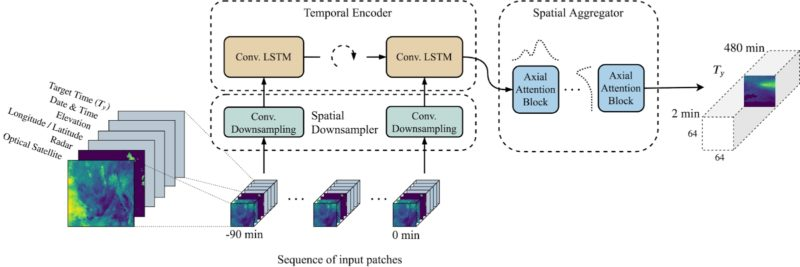 Temporal Encoder
Spatial Aggregator
Conv. LSTM
Conv. LSTM
Axial
Attention
Block
Axial
Attention
Block
480 min
T_y
2 min
64
64
Target Time (T_y)
Date & Time
Elevation
Longitude / Latitude
Radar
Optical Satellite
Conv.
Downsampling
Spatial
Downsampler
Conv.
Downsampling
-90 min
0 min
Sequence of input patches